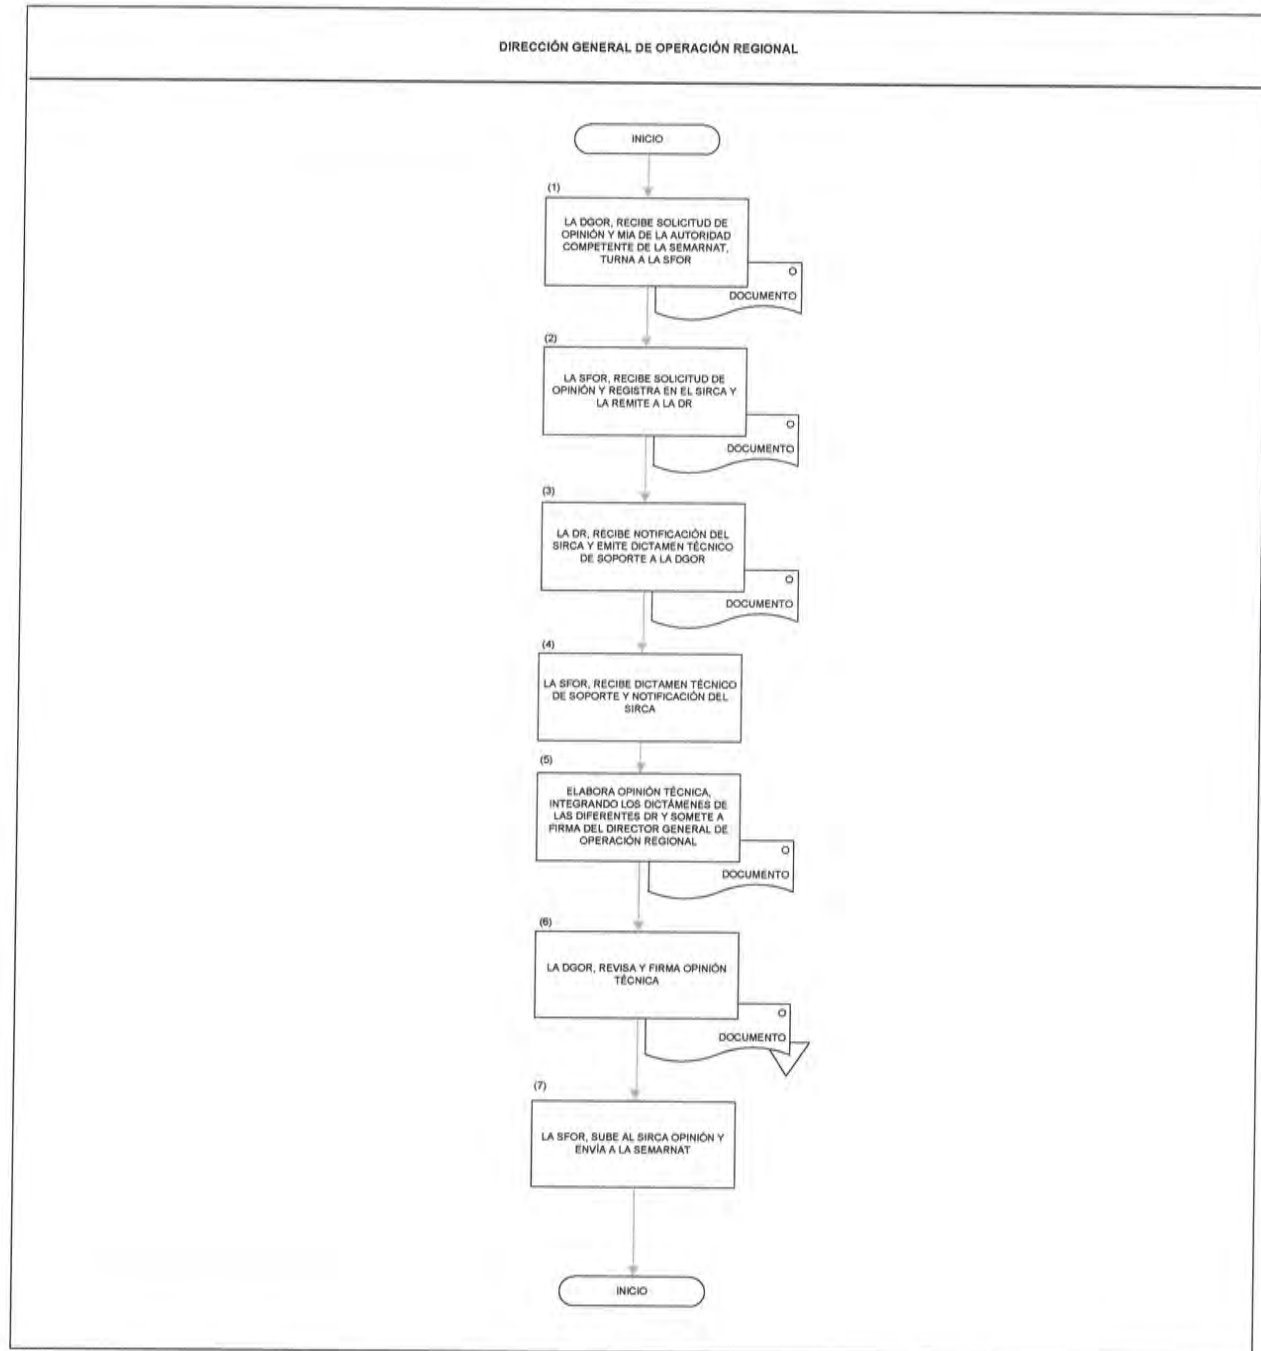 DIRECCIÓN GENERAL DE OPERACIÓN REGIONAL
INICIO
(1)
LA DGOR, RECIBE SOLICITUD DE
OPINIÓN Y MIA DE LA AUTORIDAD
COMPETENTE DE LA SEMARNAT,
TURNA A LA SFOR
O
DOCUMENTO
(2)
LA SFOR, RECIBE SOLICITUD DE
OPINIÓN Y REGISTRA EN EL SIRCA Y
LA REMITE A LA DR
O
DOCUMENTO
(3)
LA DR, RECIBE NOTIFICACIÓN DEL
SIRCA Y EMITE DICTAMEN TÉCNICO
DE SOPORTE A LA DGOR
O
DOCUMENTO
(4)
LA SFOR, RECIBE DICTAMEN TÉCNICO
DE SOPORTE Y NOTIFICACIÓN DEL
SIRCA
(5)
ELABORA OPINIÓN TÉCNICA,
INTEGRANDO LOS DICTÁMENES DE
LAS DIFERENTES DR Y SOMETE A
FIRMA DEL DIRECTOR GENERAL DE
OPERACIÓN REGIONAL
O
DOCUMENTO
(6)
LA DGOR, REVISA Y FIRMA OPINIÓN
TÉCNICA
O
DOCUMENTO
(7)
LA SFOR, SUBE AL SIRCA OPINIÓN Y
ENVÍA A LA SEMARNAT
INICIO